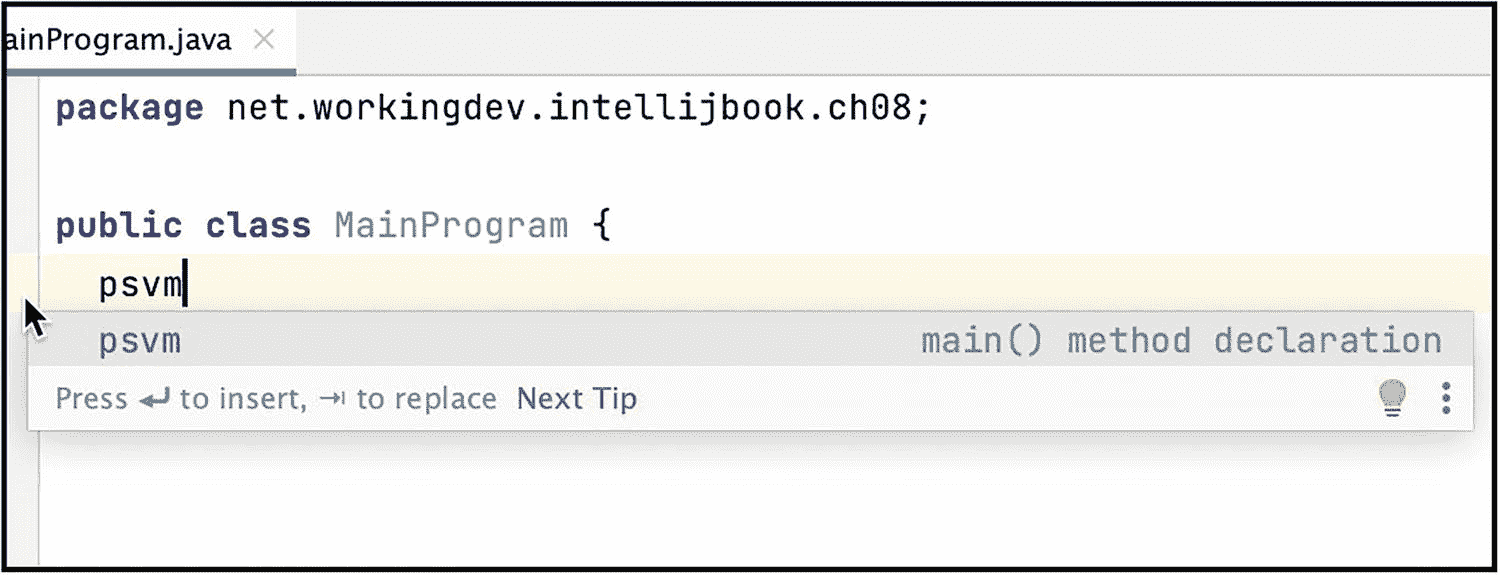 ainProgram.java
package net.workingdev.intellijbook.ch08;
public class MainProgram {
psvm
psvm main() method declaration
Press ↵ to insert, ⇥ to replace Next Tip